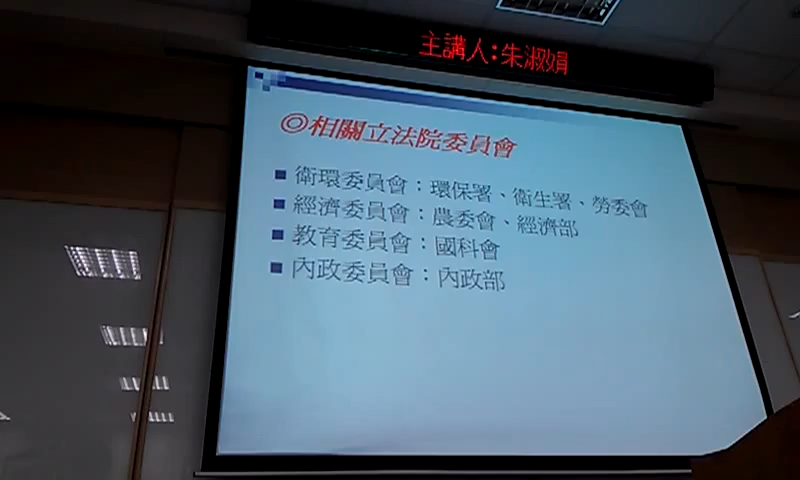 主講人:朱淑娟
◎相關立法院委員會
■ 衛環委員會：環保署、衛生署、勞委會
■ 經濟委員會：農委會、經濟部
■ 教育委員會：國科會
■ 內政委員會：內政部